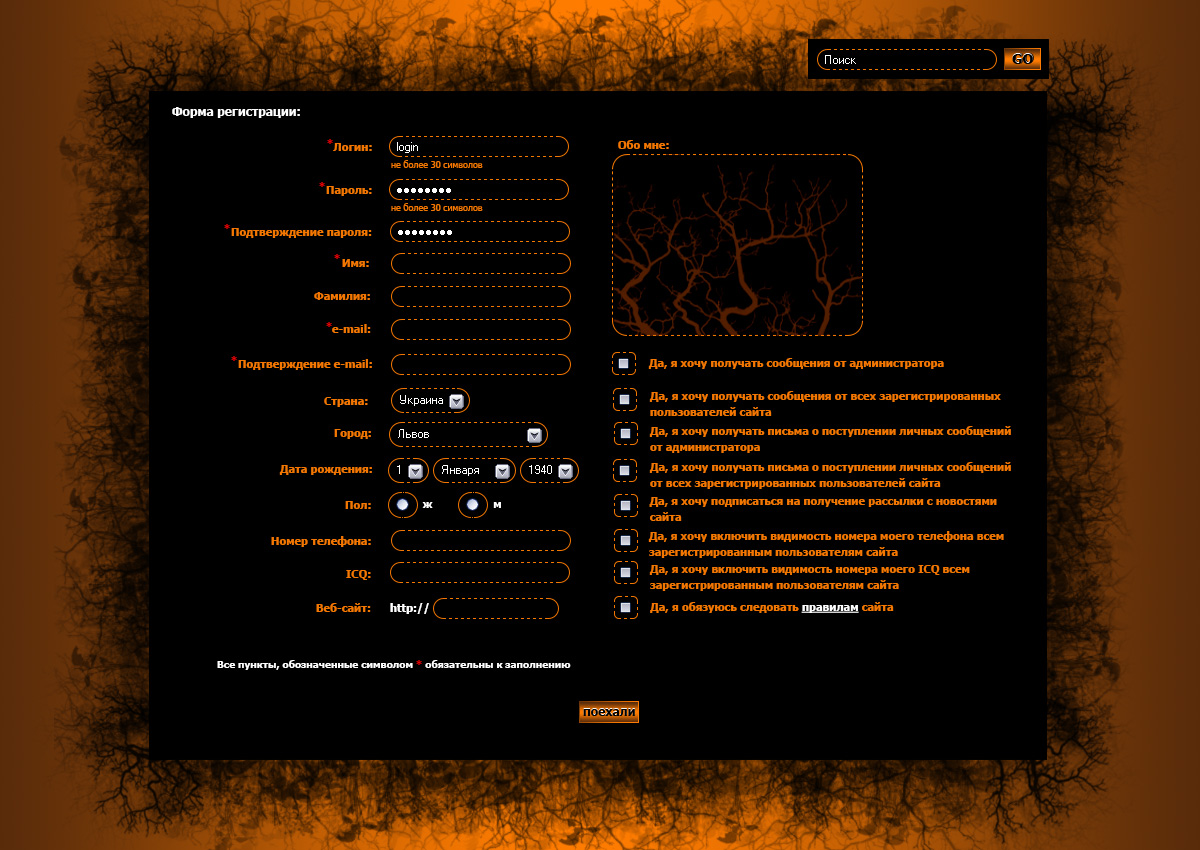 Поиск
GO
Форма регистрации:
*Логин: login
не более 30 символов
*Пароль: ●●●●●●●●
не более 30 символов
*Подтверждение пароля: ●●●●●●●●
*Имя:
Фамилия:
*e-mail:
*Подтверждение e-mail:
Страна: Украина
Город: Львов
Дата рождения: 1 Января 1940
Пол: ж м
Номер телефона:
ICQ:
Веб-сайт: http://
Обо мне:
Да, я хочу получать сообщения от администратора
Да, я хочу получать сообщения от всех зарегистрированных
пользователей сайта
Да, я хочу получать письма о поступлении личных сообщений
от администратора
Да, я хочу получать письма о поступлении личных сообщений
от всех зарегистрированных пользователей сайта
Да, я хочу подписаться на получение рассылки с новостями
сайта
Да, я хочу включить видимость номера моего телефона всем
зарегистрированным пользователям сайта
Да, я хочу включить видимость номера моего ICQ всем
зарегистрированным пользователям сайта
Да, я обязуюсь следовать правилам сайта
Все пункты, обозначенные символом * обязательны к заполнению
поехали